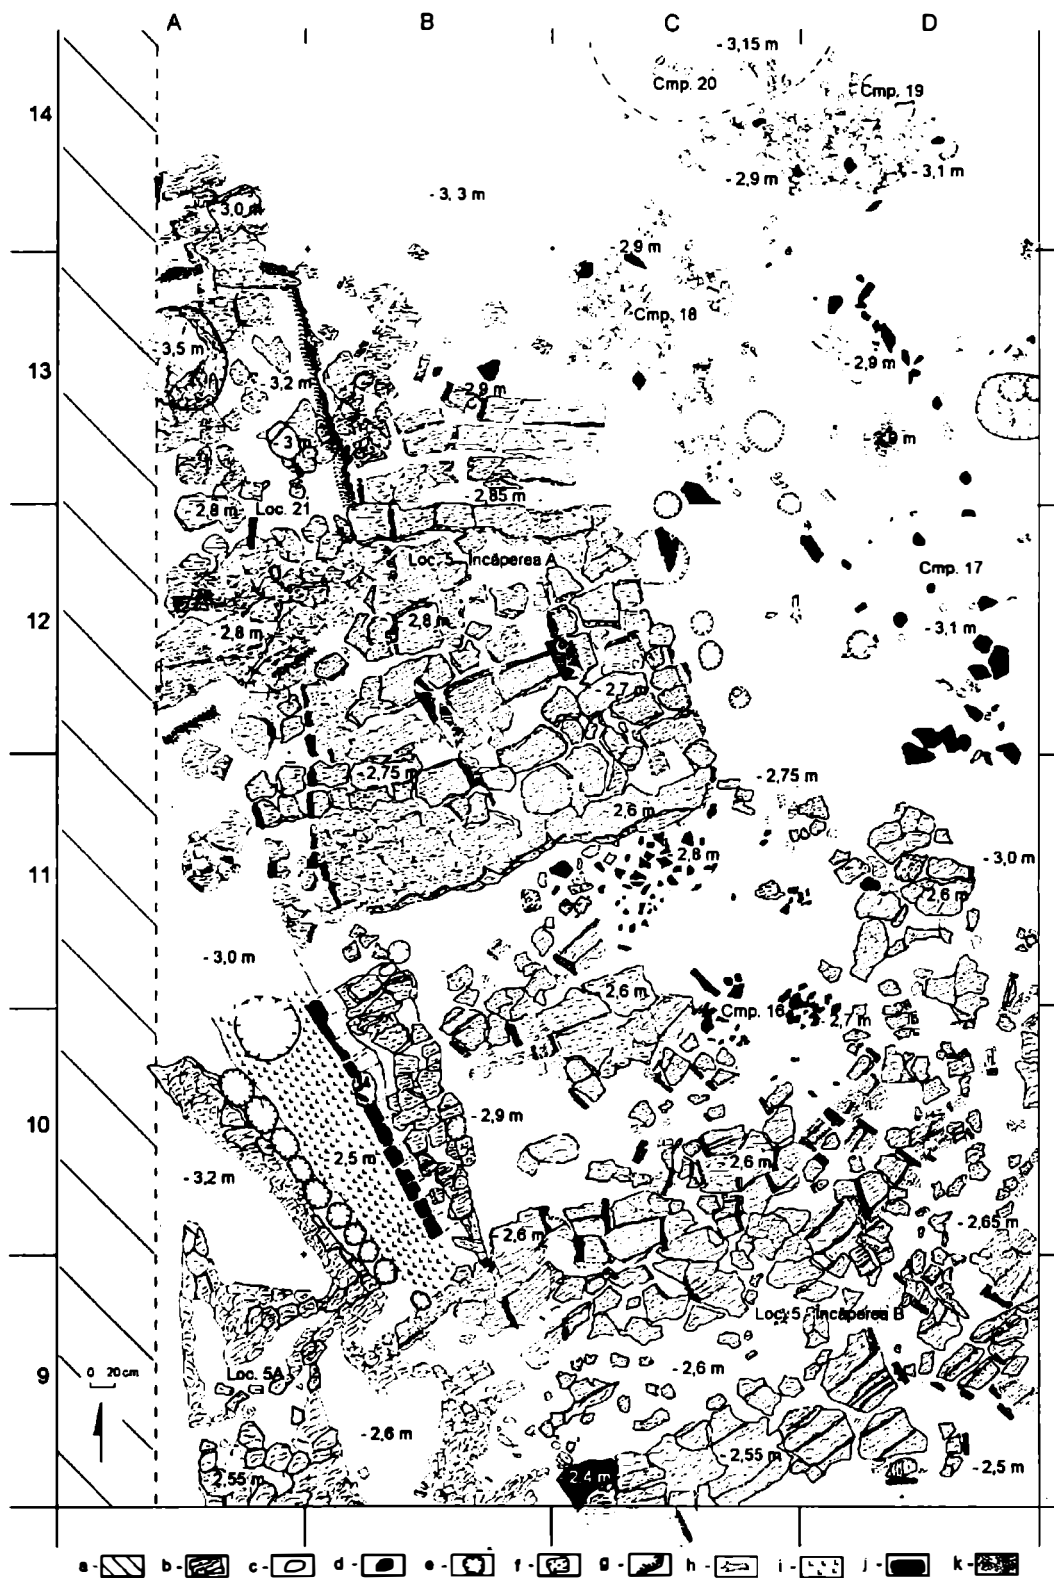 A B C D
14
13
12
11
10
9
- 3,15 m
Cmp. 20
Cmp. 19
- 2,9 m
- 3,1 m
- 3,0 m
- 3, 3 m
- 2,9 m
Cmp. 18
- 3,5 m
- 3,2 m
- 2,9 m
- 2,9 m
- 3 m
- 2,85 m
- 2,8 m
Loc. 21
Loc. 5 - Încăperea A
Cmp. 17
- 2,8 m
- 2,8 m
- 3,1 m
- 2,7 m
- 2,75 m
- 2,75 m
- 2,6 m
- 2,8 m
- 3,0 m
- 2,6 m
- 3,0 m
- 2,6 m
Cmp. 16
- 2,7 m
- 2,9 m
- 2,5 m
- 2,6 m
- 3,2 m
- 2,6 m
- 2,65 m
Loc. 5 - Încăperea B
0 20 cm
Loc. 5A
- 2,6 m
- 2,6 m
- 2,55 m
- 2,4 m
- 2,55 m
- 2,5 m
a - b - c - d - e - f - g - h - i - j - k -